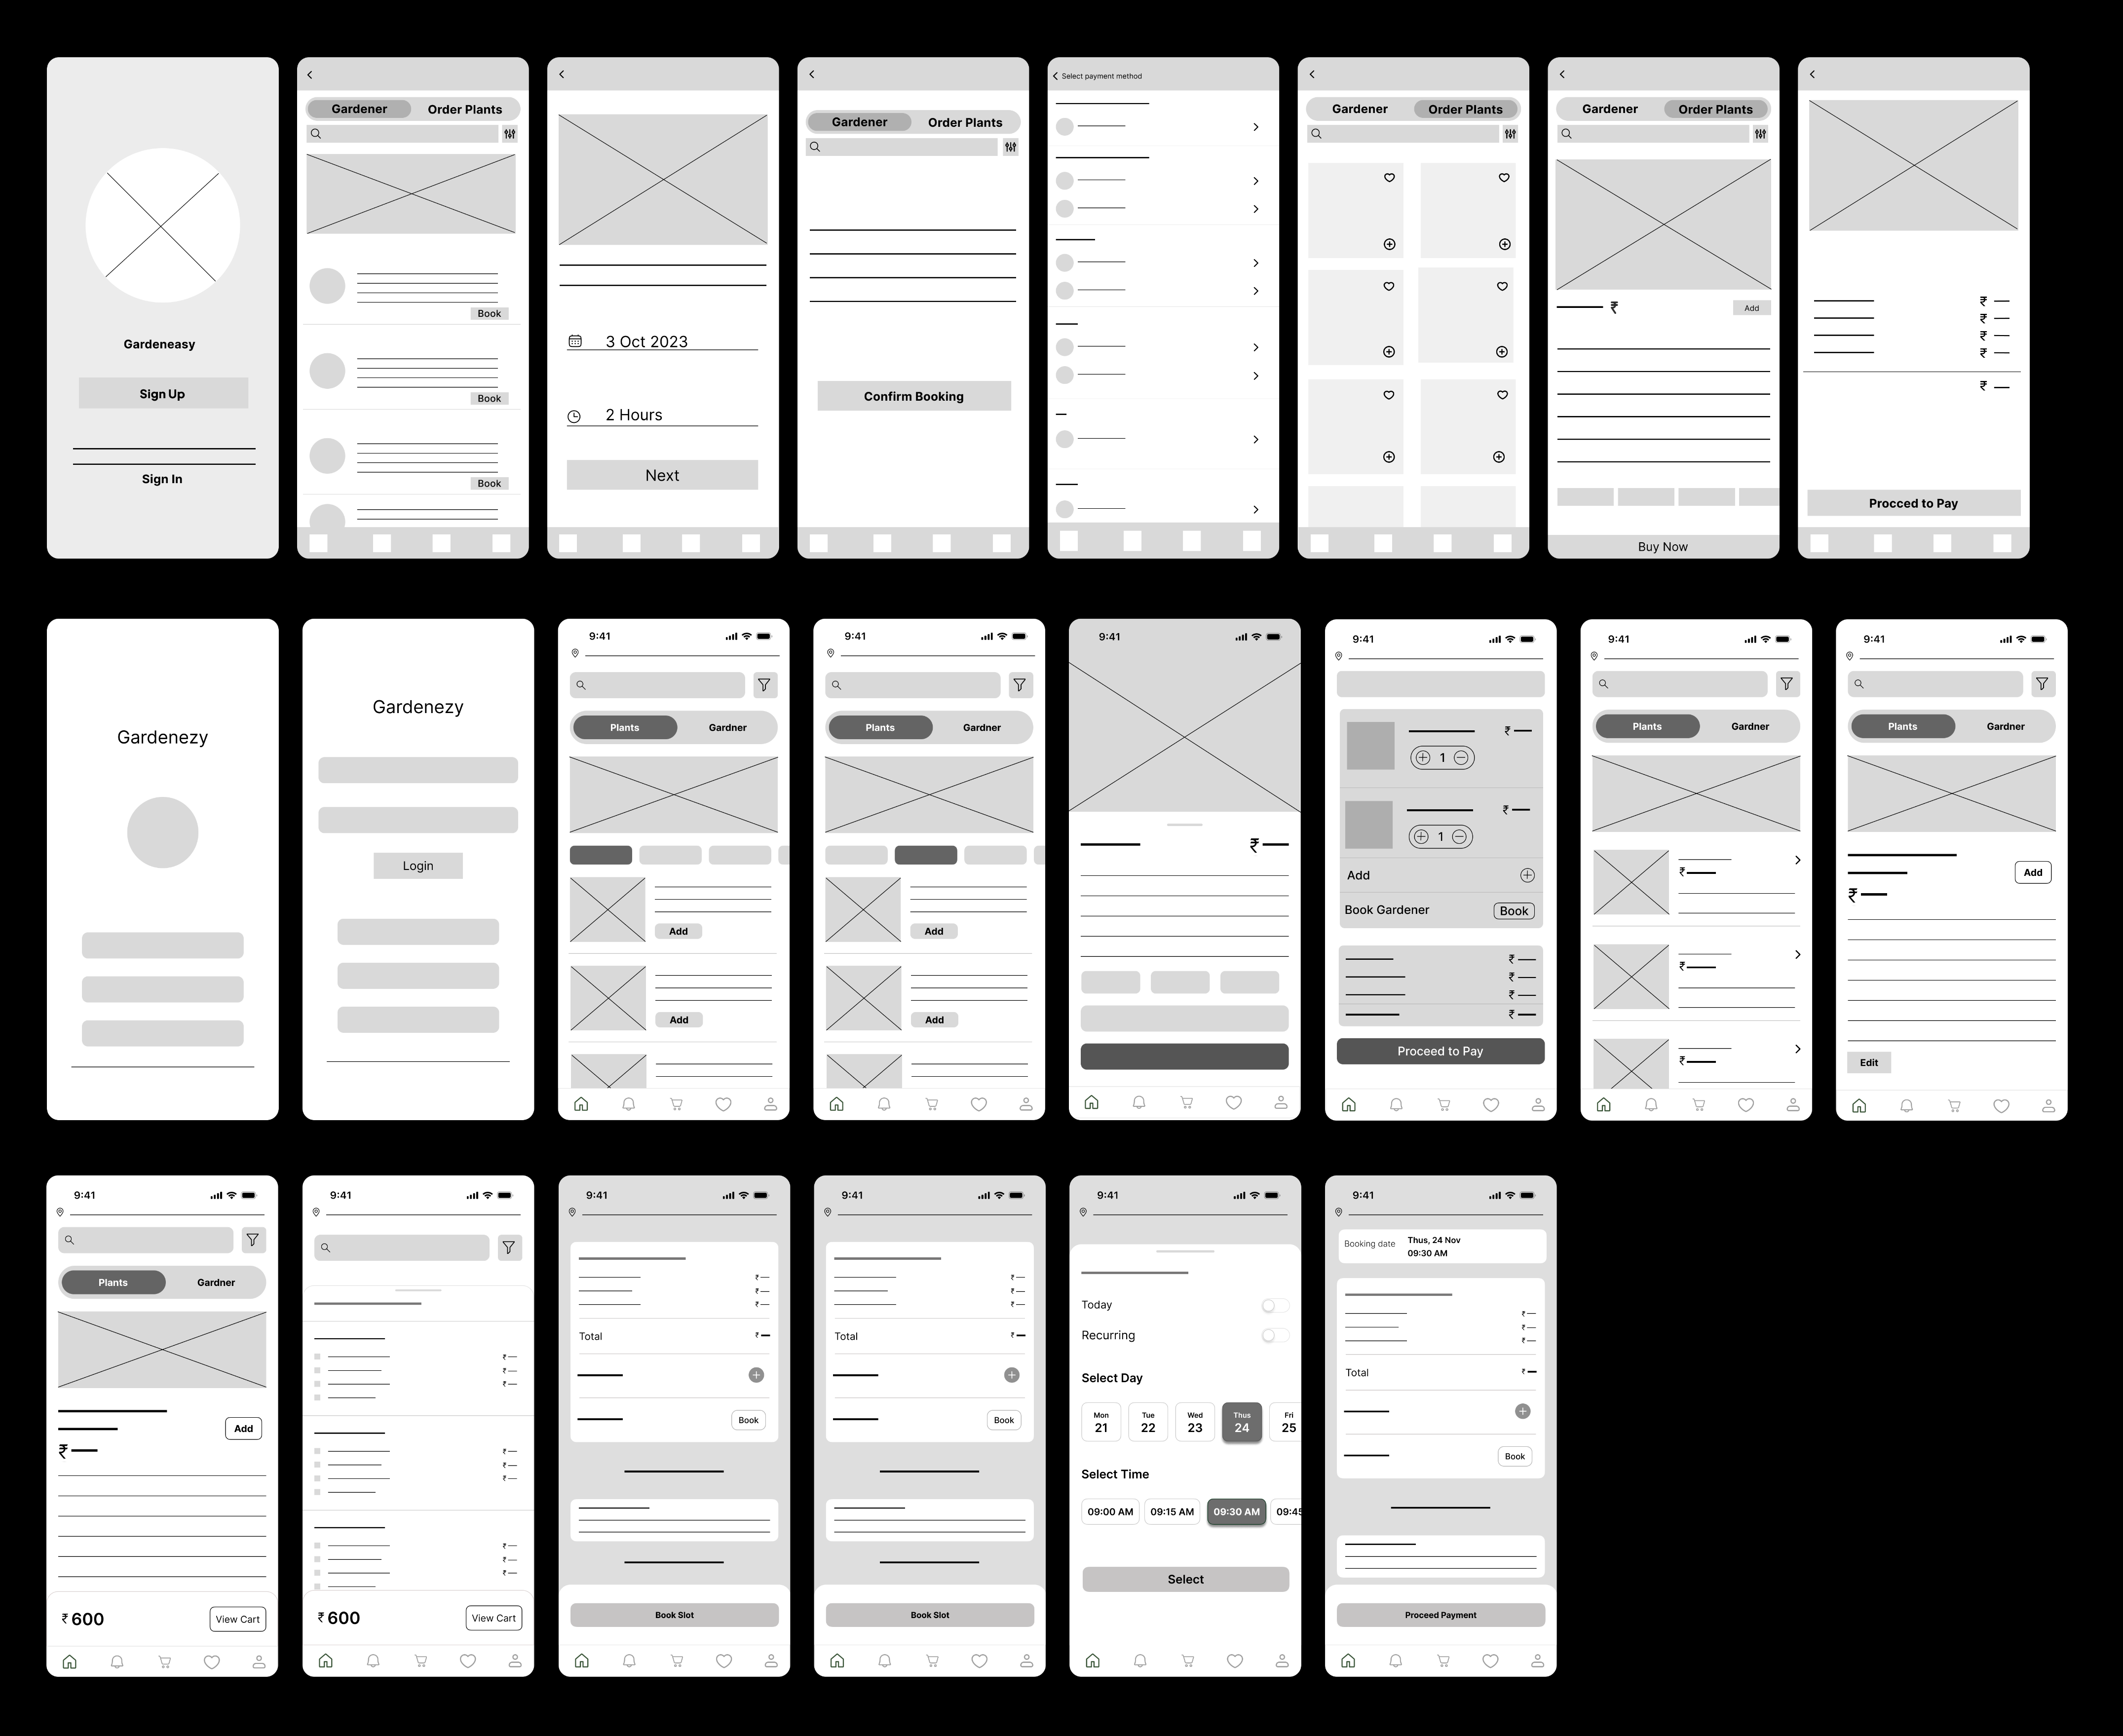 Gardeneasy
Sign Up
Sign In
Gardener Order Plants
Book
Book
Book
3 Oct 2023
2 Hours
Next
Gardener Order Plants
Confirm Booking
Select payment method
Gardener Order Plants
Gardener Order Plants
₹ Add
Buy Now
₹
₹
₹
₹
₹
Procced to Pay
Gardenezy
Gardenezy
Login
9:41
Plants Gardner
Add
Add
9:41
Plants Gardner
Add
Add
9:41
₹
9:41
₹
1
₹
1
Add
Book Gardener Book
₹
₹
₹
₹
Proceed to Pay
9:41
Plants Gardner
₹
₹
₹
9:41
Plants Gardner
Add
₹
Edit
9:41
Plants Gardner
Add
₹
₹ 600 View Cart
9:41
₹
₹
₹
₹
₹
₹
₹
₹
₹
₹ 600 View Cart
9:41
₹
₹
₹
Total ₹
Book
Book Slot
9:41
₹
₹
₹
Total ₹
Book
Book Slot
9:41
Today
Recurring
Select Day
Mon Tue Wed Thus Fri
21 22 23 24 25
Select Time
09:00 AM 09:15 AM 09:30 AM 09:45
Select
9:41
Booking date Thus, 24 Nov
09:30 AM
₹
₹
₹
Total ₹
Book
Proceed Payment